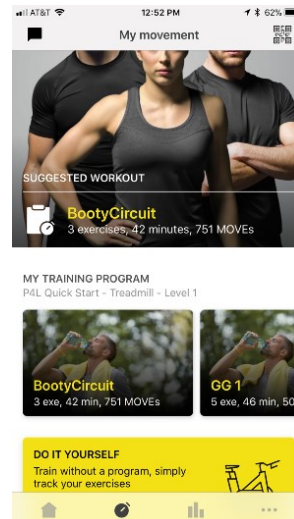 AT&T 12:52 PM 62%
My movement
SUGGESTED WORKOUT
BootyCircuit
3 exercises, 42 minutes, 751 MOVEs
MY TRAINING PROGRAM
P4L Quick Start - Treadmill - Level 1
BootyCircuit
3 exe, 42 min, 751 MOVEs
GG 1
5 exe, 46 min, 50
DO IT YOURSELF
Train without a program, simply
track your exercises